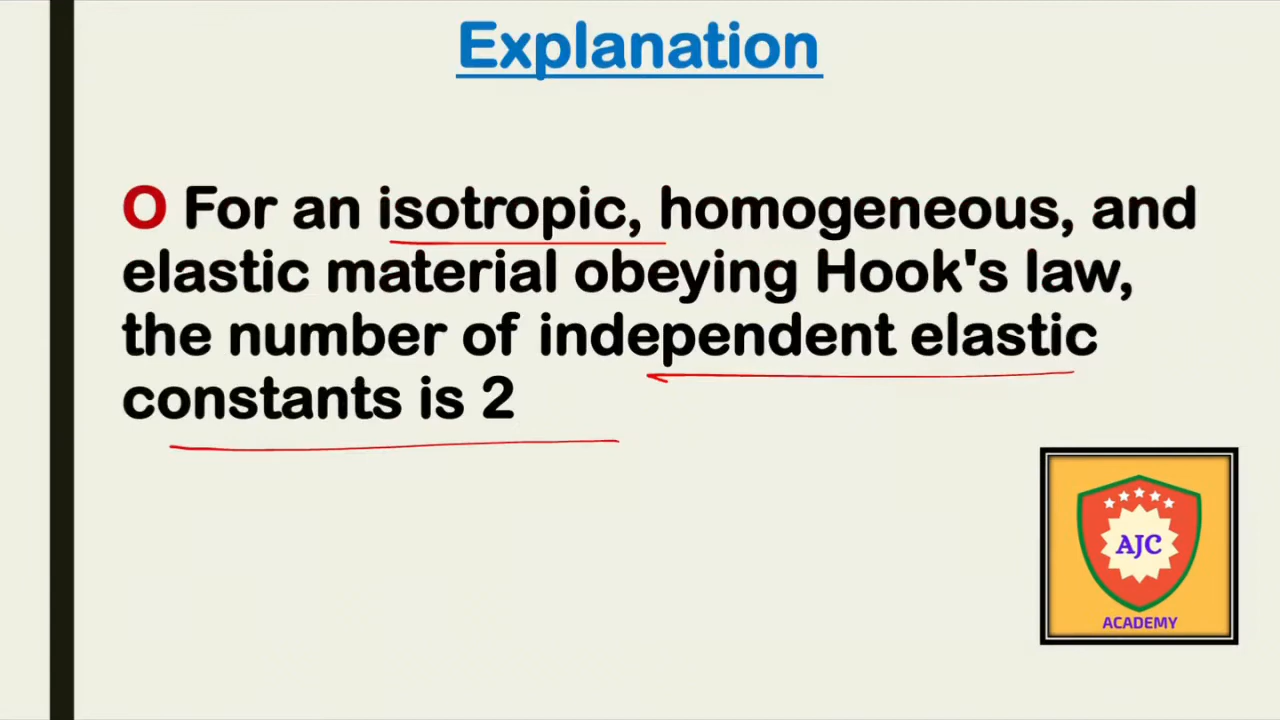 Explanation
O For an isotropic, homogeneous, and
elastic material obeying Hook's law,
the number of independent elastic
constants is 2
AJC
ACADEMY